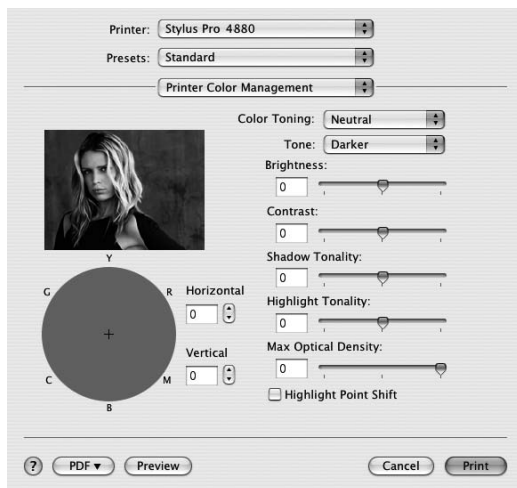 Printer: Stylus Pro 4880
Presets: Standard
Printer Color Management
Color Toning: Neutral
Tone: Darker
Brightness:
0
Contrast:
0
Shadow Tonality:
0
Highlight Tonality:
0
Max Optical Density:
0
Highlight Point Shift
Y
G R
C M
B
Horizontal
0
Vertical
0
? PDF▼ Preview Cancel Print